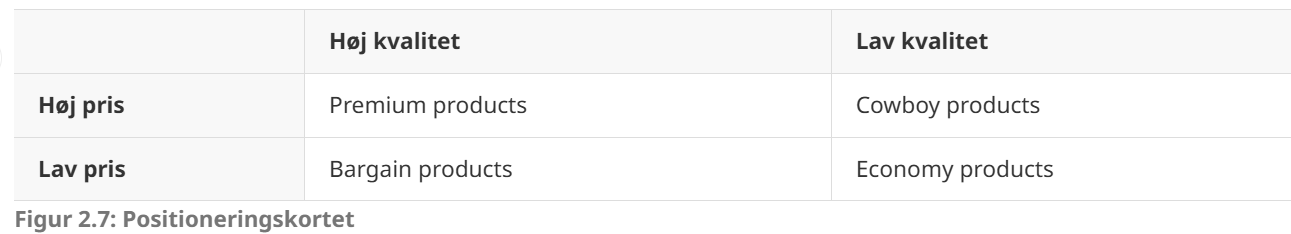 Høj kvalitet Lav kvalitet
Høj pris Premium products Cowboy products
Lav pris Bargain products Economy products
Figur 2.7: Positioneringskortet